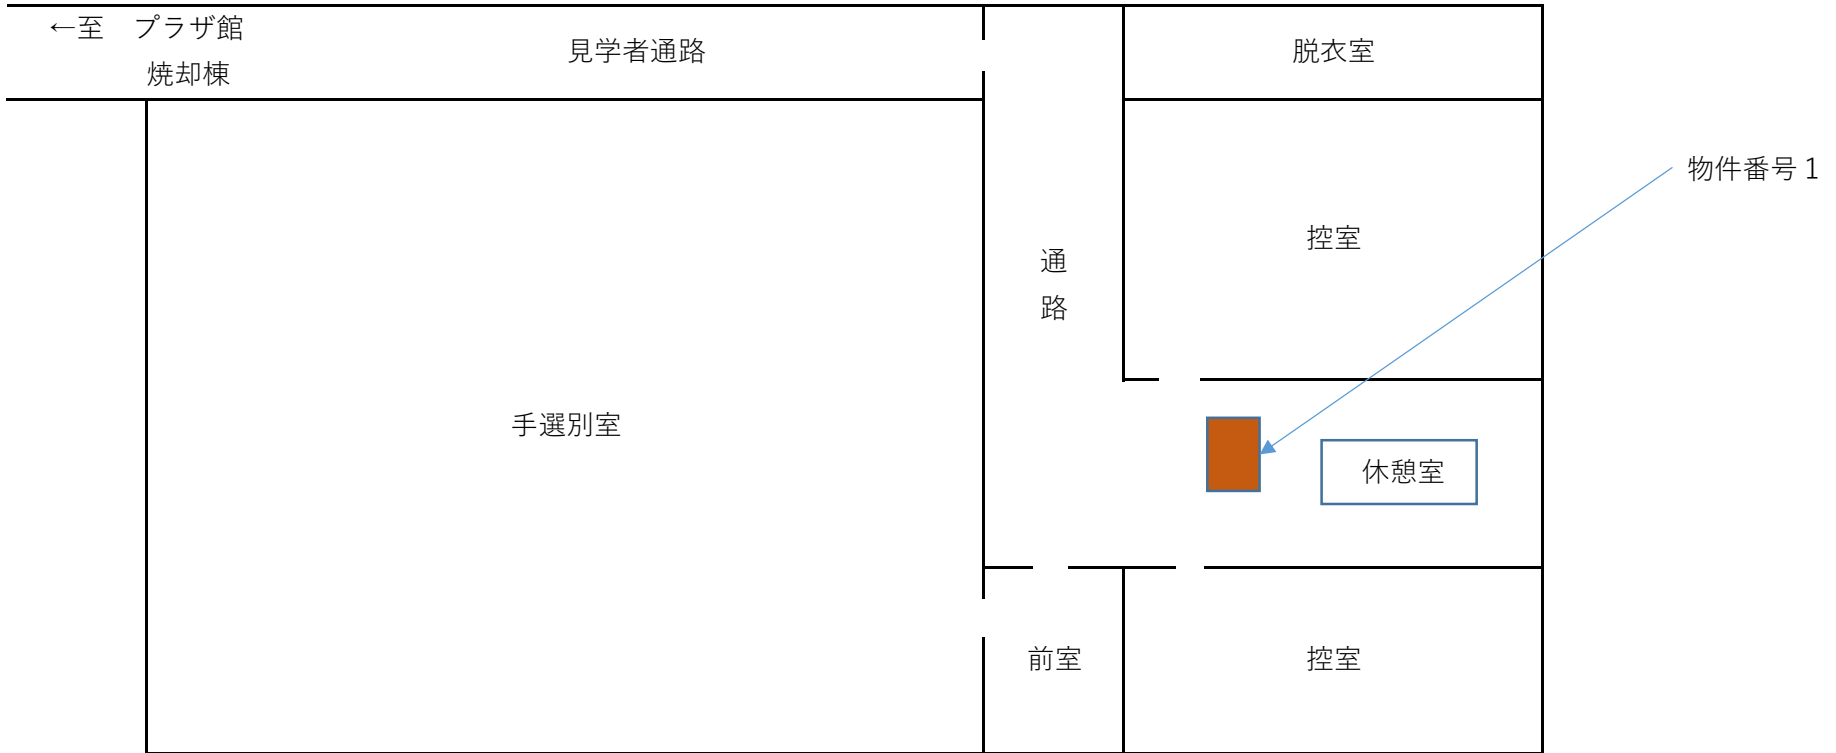 ←至　プラザ館
焼却棟
見学者通路
脱衣室
物件番号１
控室
通
路
手選別室
休憩室
前室
控室